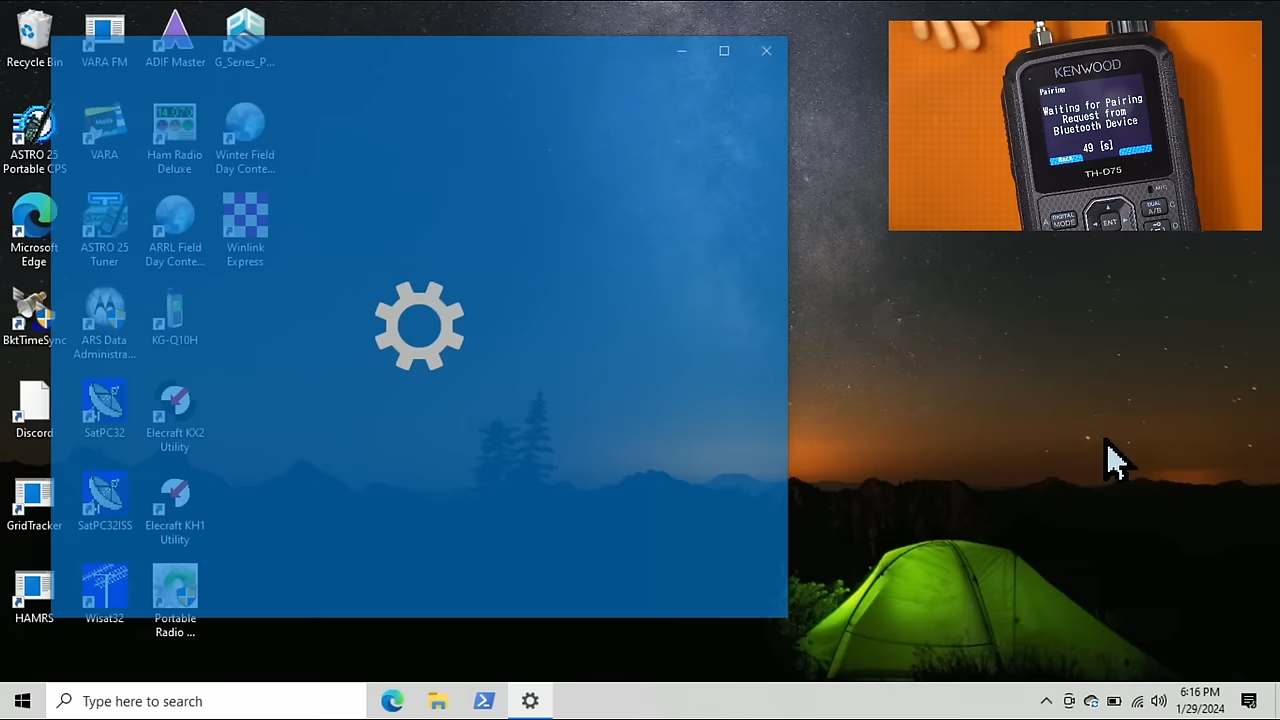 Recycle Bin
VARA FM
ADIF Master
G_Series_P...
ASTRO 25
Portable CPS
VARA
Ham Radio
Deluxe
Winter Field
Day Conte...
Microsoft
Edge
ASTRO 25
Tuner
ARRL Field
Day Conte...
Winlink
Express
BktTimeSync
ARS Data
Administra...
KG-Q10H
Discord
SatPC32
Elecraft KX2
Utility
GridTracker
SatPC32ISS
Elecraft KH1
Utility
HAMRS
Wisat32
Portable
Radio ...
14.070
KENWOOD
Pairing
Waiting for Pairing
Request from
Bluetooth Device
49 [s]
BACK
TH-D75
MIC
DIGITAL
MODE
ENT
DUAL
A/B
Type here to search
6:16 PM
1/29/2024